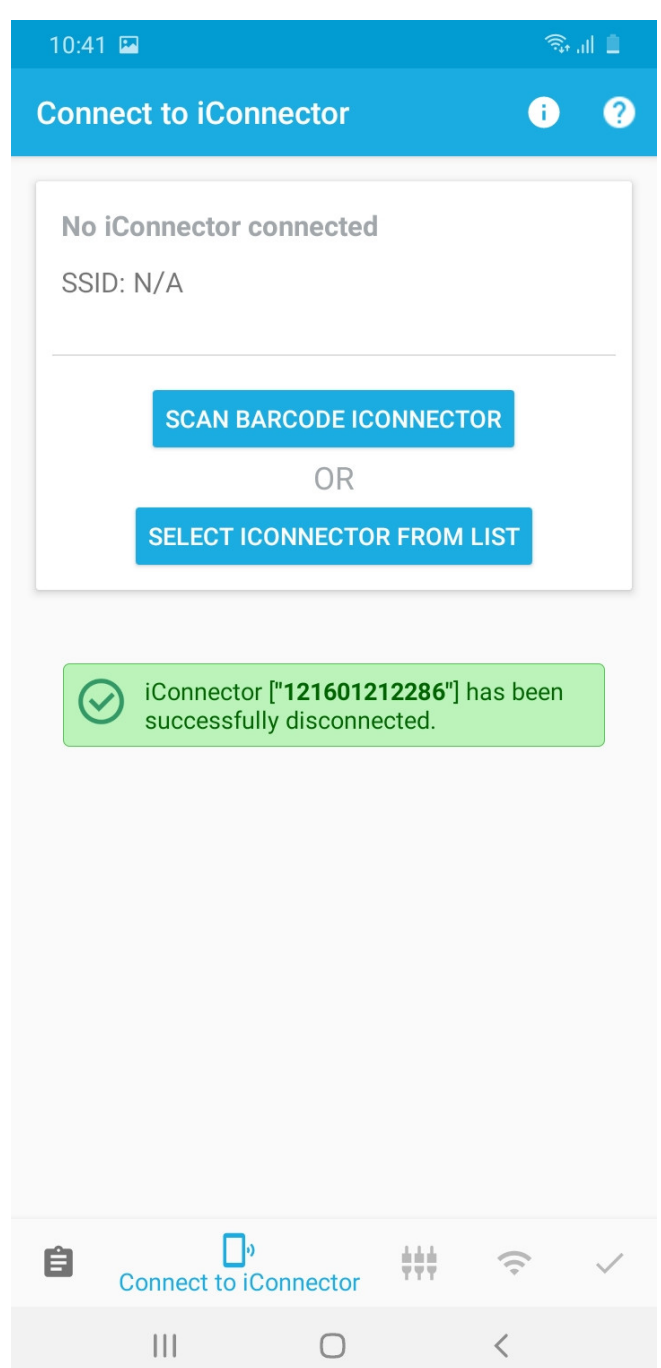 10:41
Connect to iConnector
No iConnector connected
SSID: N/A
SCAN BARCODE ICONNECTOR
OR
SELECT ICONNECTOR FROM LIST
iConnector ["121601212286"] has been
successfully disconnected.
Connect to iConnector